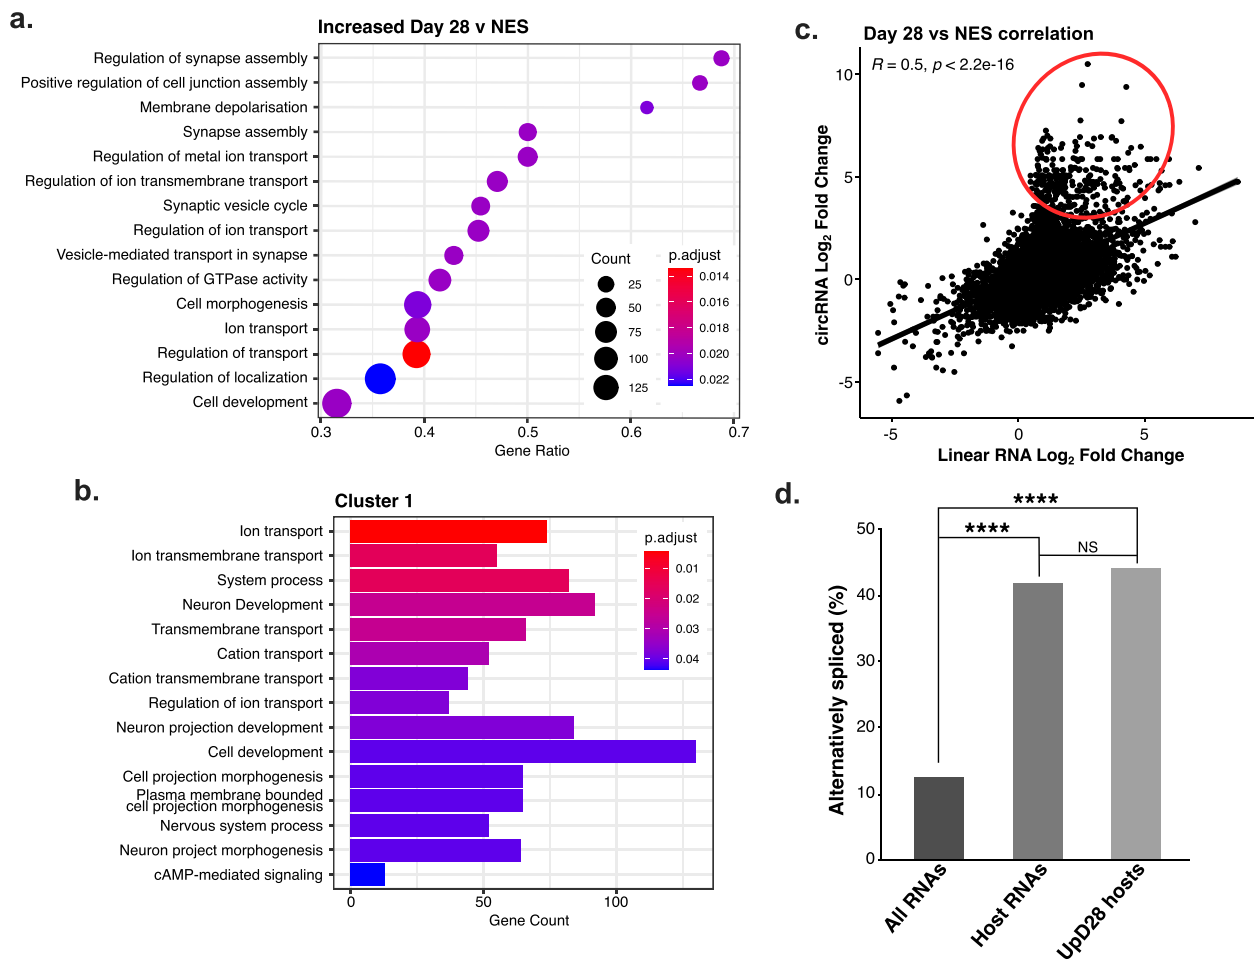 a.
Increased Day 28 v NES
Regulation of synapse assembly
Positive regulation of cell junction assembly
Membrane depolarisation
Synapse assembly
Regulation of metal ion transport
Regulation of ion transmembrane transport
Synaptic vesicle cycle
Regulation of ion transport
Vesicle-mediated transport in synapse
Regulation of GTPase activity
Cell morphogenesis
Ion transport
Regulation of transport
Regulation of localization
Cell development
Count
25
50
75
100
125
p.adjust
0.014
0.016
0.018
0.020
0.022
0.3 0.4 0.5 0.6 0.7
Gene Ratio
b.
Cluster 1
Ion transport
Ion transmembrane transport
System process
Neuron Development
Transmembrane transport
Cation transport
Cation transmembrane transport
Regulation of ion transport
Neuron projection development
Cell development
Cell projection morphogenesis
Plasma membrane bounded
cell projection morphogenesis
Nervous system process
Neuron project morphogenesis
cAMP-mediated signaling
p.adjust
0.01
0.02
0.03
0.04
0 50 100
Gene Count
c.
Day 28 vs NES correlation
R = 0.5, p < 2.2e-16
circRNA Log2 Fold Change
10
5
0
-5
-5 0 5
Linear RNA Log2 Fold Change
d.
****
****
NS
Alternatively spliced (%)
50
40
30
20
10
0
All RNAs
Host RNAs
UpD28 hosts